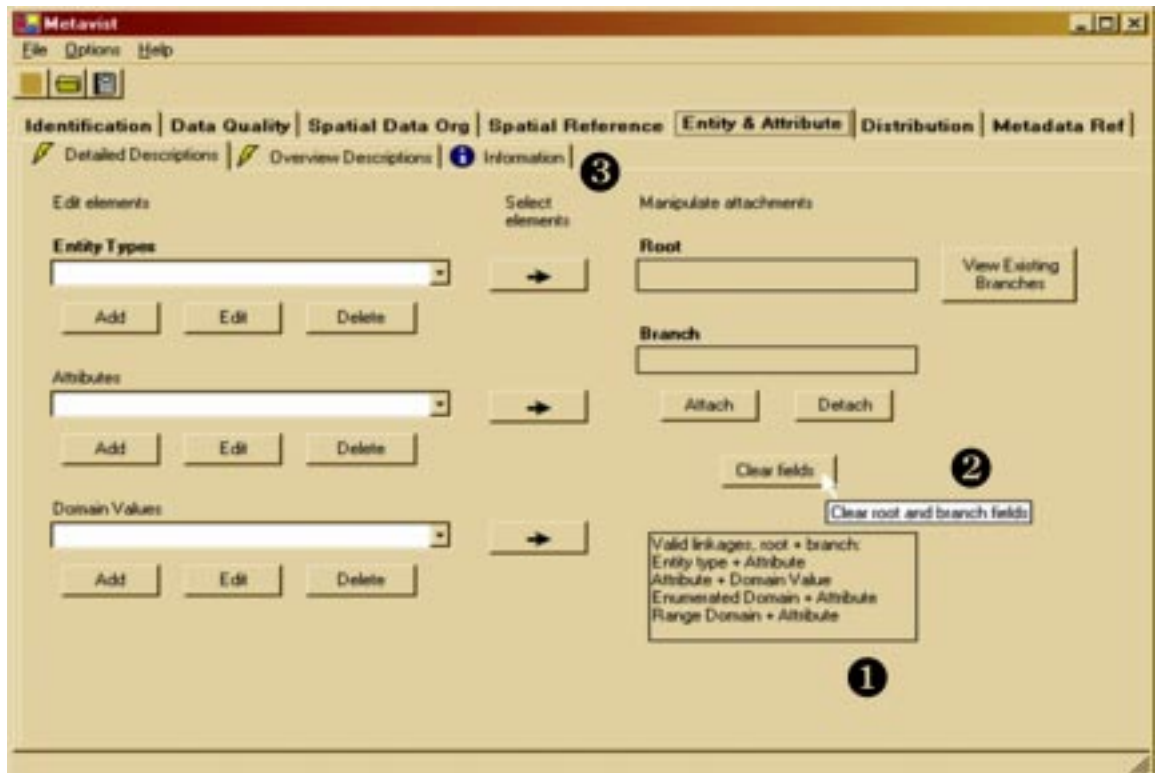 Metavist
File Options Help
Identification Data Quality Spatial Data Org Spatial Reference Entity & Attribute Distribution Metadata Ref
Detailed Descriptions Overview Descriptions i Information
3
Edit elements
Select
elements
Manipulate attachments
Entity Types
Root
View Existing
Branches
Add Edit Delete
Branch
Attributes
Attach Detach
Add Edit Delete
Clear fields
2
Clear root and branch fields
Domain Values
Valid linkages, root + branch:
Entity type + Attribute
Attribute + Domain Value
Enumerated Domain + Attribute
Range Domain + Attribute
Add Edit Delete
1